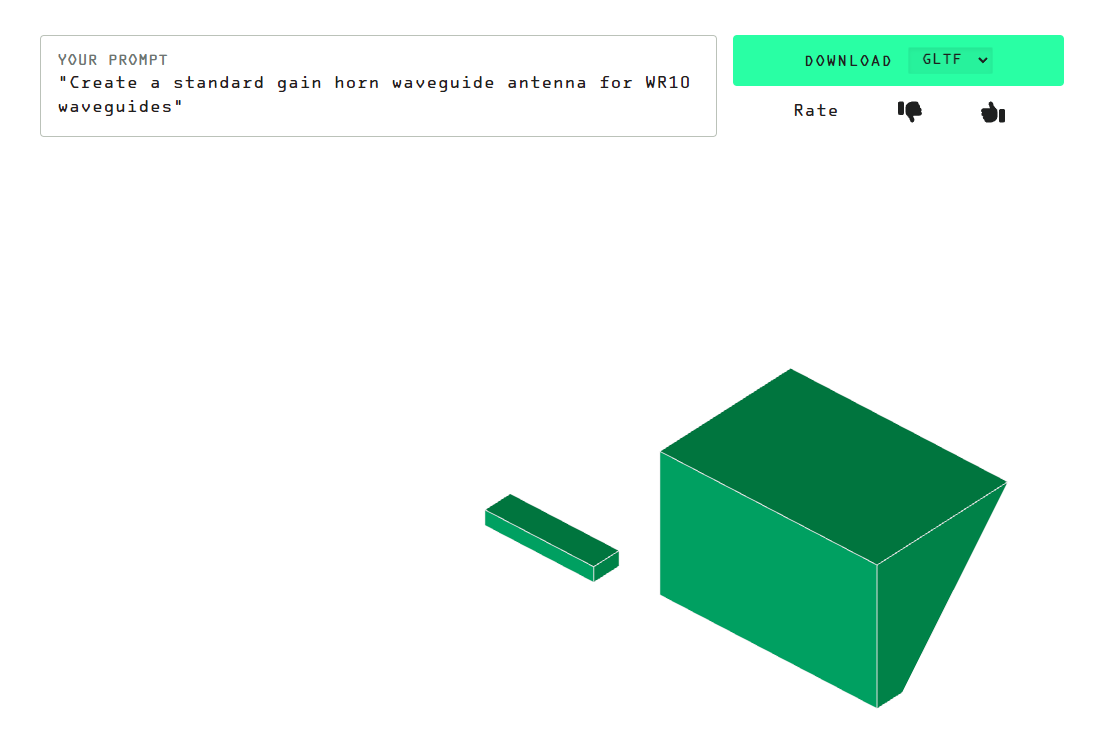 YOUR PROMPT
"Create a standard gain horn waveguide antenna for WR10
waveguides"
DOWNLOAD GLTF
Rate